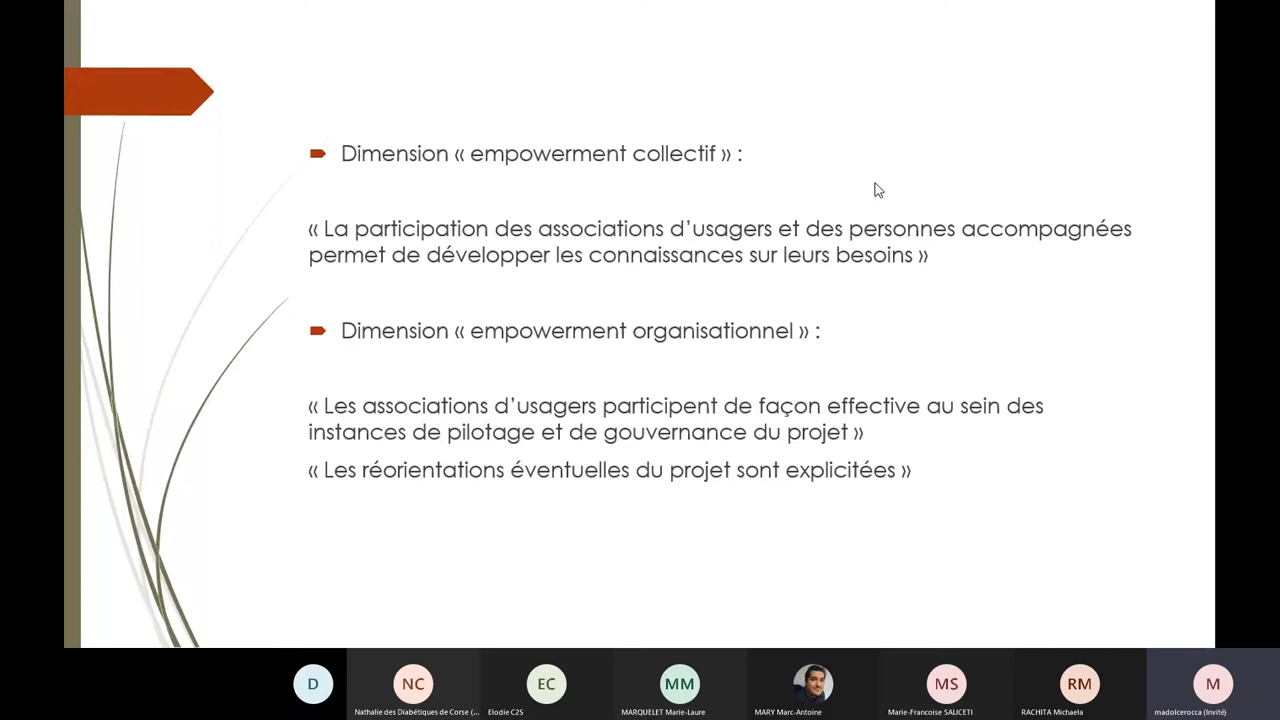 Dimension « empowerment collectif » :
« La participation des associations d’usagers et des personnes accompagnées
permet de développer les connaissances sur leurs besoins »
Dimension « empowerment organisationnel » :
« Les associations d’usagers participent de façon effective au sein des
instances de pilotage et de gouvernance du projet »
« Les réorientations éventuelles du projet sont explicitées »
D
NC
EC
MM
MS
RM
M
Nathalie des Diabétiques de Corse (...
Elodie C2S
MARQUELET Marie-Laure
MARY Marc-Antoine
Marie-Francoise SALICETI
RACHITA Michaela
madolcerocca (Invité)